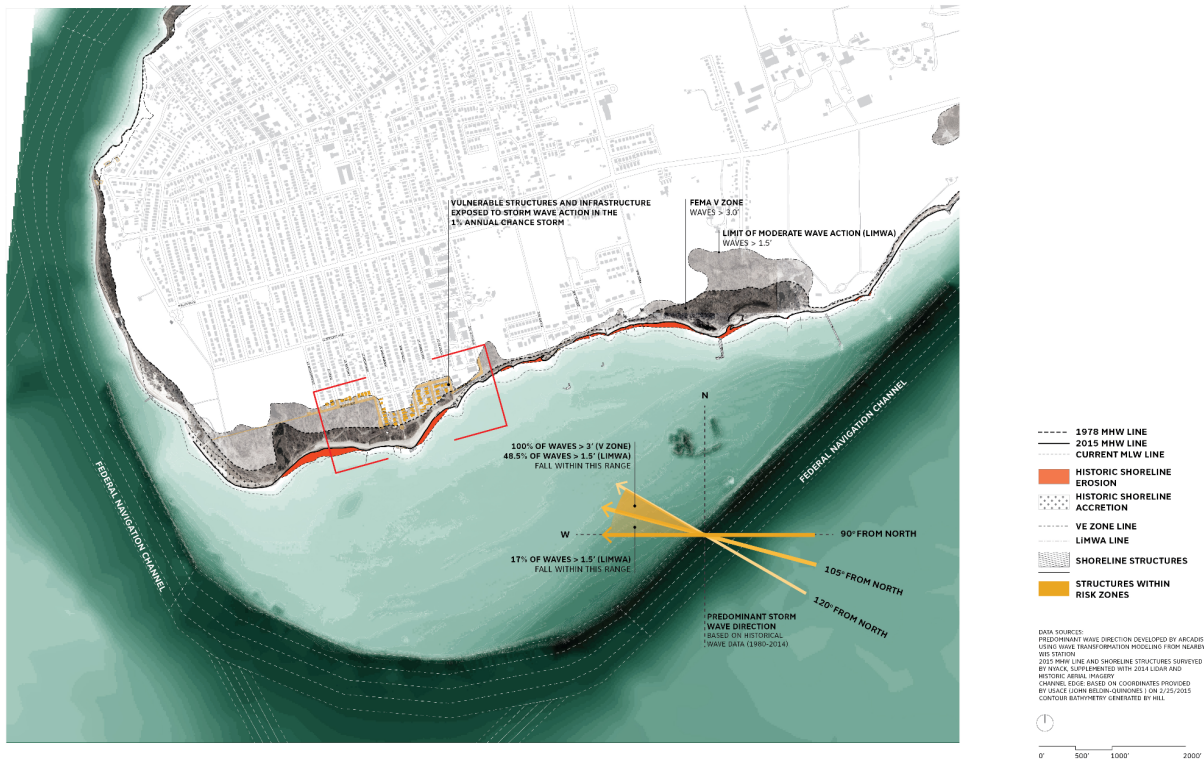 VULNERABLE STRUCTURES AND INFRASTRUCTURE
EXPOSED TO STORM WAVE ACTION IN THE
1% ANNUAL CHANCE STORM
FEMA V ZONE
WAVES > 3.0'
LIMIT OF MODERATE WAVE ACTION (LIMWA)
WAVES > 1.5'
FEDERAL NAVIGATION CHANNEL
FEDERAL NAVIGATION CHANNEL
100% OF WAVES > 3' (V ZONE)
48.5% OF WAVES > 1.5' (LIMWA)
FALL WITHIN THIS RANGE
N
W
90° FROM NORTH
105° FROM NORTH
120° FROM NORTH
17% OF WAVES > 1.5' (LIMWA)
FALL WITHIN THIS RANGE
PREDOMINANT STORM
WAVE DIRECTION
BASED ON HISTORICAL
WAVE DATA (1980-2014)
1978 MHW LINE
2015 MHW LINE
CURRENT MLW LINE
HISTORIC SHORELINE
EROSION
HISTORIC SHORELINE
ACCRETION
VE ZONE LINE
LiMWA LINE
SHORELINE STRUCTURES
STRUCTURES WITHIN
RISK ZONES
DATA SOURCES:
PREDOMINANT WAVE DIRECTION DEVELOPED BY ARCADIS
USING WAVE TRANSFORMATION MODELING FROM NEARBY
WIS STATION
2015 MHW LINE AND SHORELINE STRUCTURES SURVEYED
BY NYACK, SUPPLEMENTED WITH 2014 LIDAR AND
HISTORIC AERIAL IMAGERY
CHANNEL EDGE: BASED ON COORDINATES PROVIDED
BY USACE (JOHN BELDIN-QUINONES ) ON 2/25/2015
CONTOUR BATHYMETRY GENERATED BY HILL
0' 500' 1000' 2000'